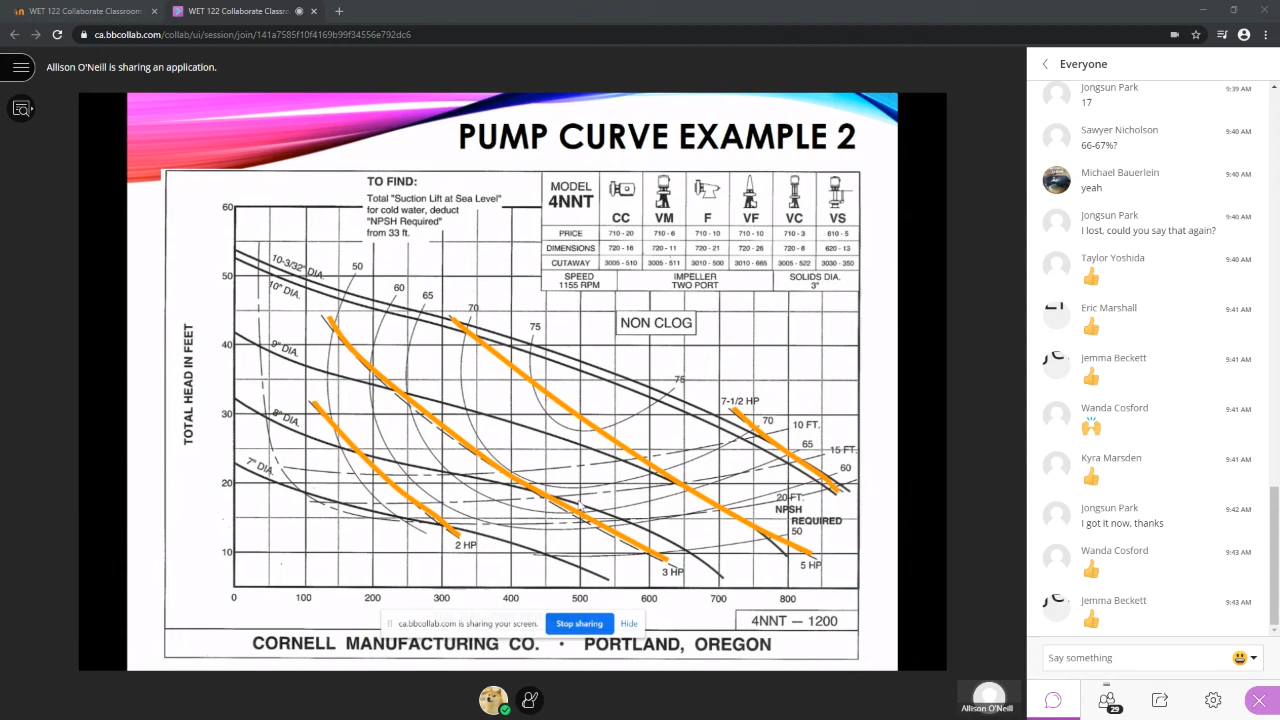 WET 122 Collaborate Classroom
WET 122 Collaborate Classroo
ca.bbcollab.com/collab/ui/session/join/141a7585f10f4169b99f34556e792dc6
Allison O'Neill is sharing an application.
PUMP CURVE EXAMPLE 2
TO FIND:
Total "Suction Lift at Sea Level"
for cold water, deduct
"NPSH Required"
from 33 ft.
MODEL
4NNT
CC VM F VF VC VS
PRICE 710 - 20 710 - 6 710 - 10 710 - 10 710 - 3 610 - 5
DIMENSIONS 720 - 16 720 - 11 720 - 21 720 - 26 720 - 8 620 - 13
CUTAWAY 3005 - 510 3005 - 511 3010 - 500 3010 - 665 3005 - 522 3030 - 350
SPEED
1155 RPM
IMPELLER
TWO PORT
SOLIDS DIA.
3"
NON CLOG
TOTAL HEAD IN FEET
60
50
40
30
20
10
10-3/32" DIA.
10" DIA.
9" DIA.
8" DIA.
7" DIA.
50
60
65
70
75
75
7-1/2 HP
70
10 FT.
65
15 FT.
60
20 FT.
NPSH
REQUIRED
50
2 HP
3 HP
5 HP
0 100 200 300 400 500 600 700 800
ca.bbcollab.com is sharing your screen.
Stop sharing
Hide
4NNT — 1200
CORNELL MANUFACTURING CO. · PORTLAND, OREGON
Everyone
Jongsun Park 9:39 AM
17
Sawyer Nicholson 9:40 AM
66-67%?
Michael Bauerlein 9:40 AM
yeah
Jongsun Park 9:40 AM
I lost, could you say that again?
Taylor Yoshida 9:40 AM
Eric Marshall 9:41 AM
Jemma Beckett 9:41 AM
Wanda Cosford 9:41 AM
Kyra Marsden 9:41 AM
Jongsun Park 9:42 AM
I got it now, thanks
Wanda Cosford 9:43 AM
Jemma Beckett 9:43 AM
Say something
29
Allison O'Neill